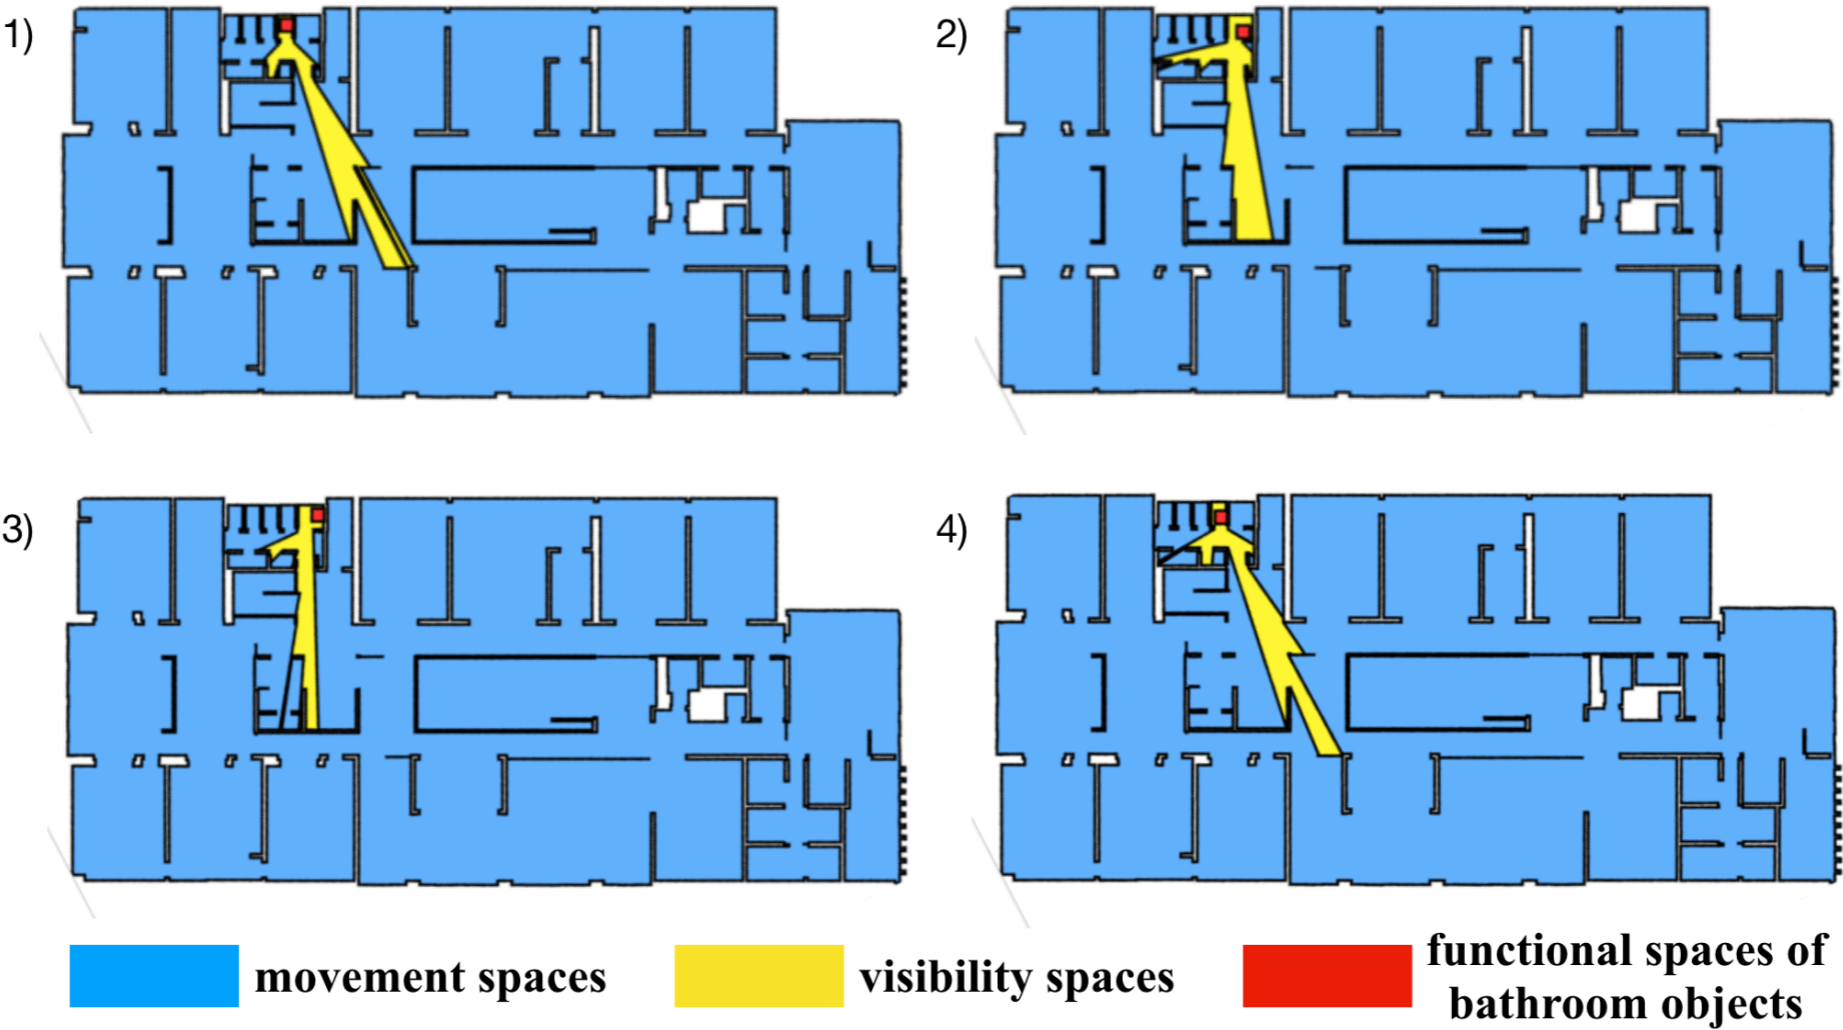 1)
2)
3)
4)
movement spaces
visibility spaces
functional spaces of
bathroom objects